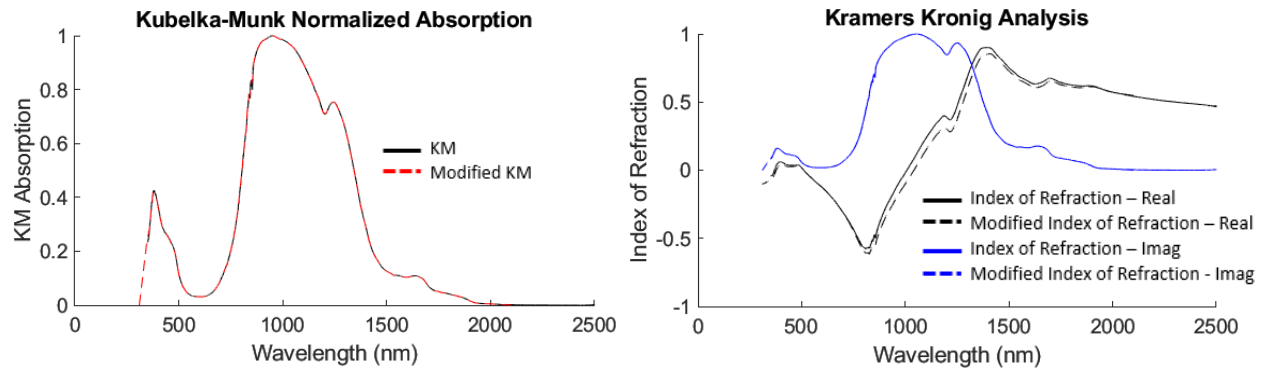 Kubelka-Munk Normalized Absorption
KM Absorption
1
0.8
0.6
0.4
0.2
0
KM
Modified KM
0 500 1000 1500 2000 2500
Wavelength (nm)
Kramers Kronig Analysis
Index of Refraction
1
0.5
0
-0.5
-1
Index of Refraction – Real
Modified Index of Refraction – Real
Index of Refraction – Imag
Modified Index of Refraction - Imag
0 500 1000 1500 2000 2500
Wavelength (nm)